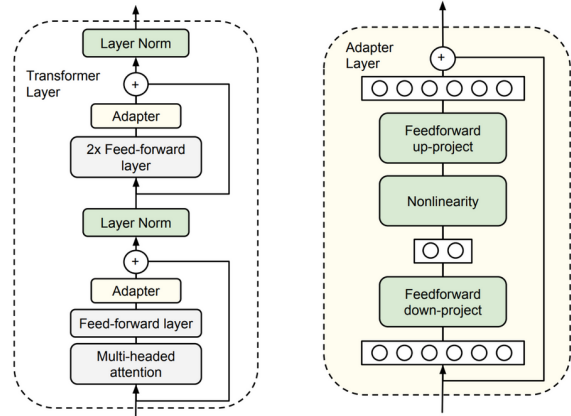 Layer Norm
Transformer
Layer
+
Adapter
2x Feed-forward
layer
Layer Norm
+
Adapter
Feed-forward layer
Multi-headed
attention
Adapter
Layer
+
Feedforward
up-project
Nonlinearity
Feedforward
down-project